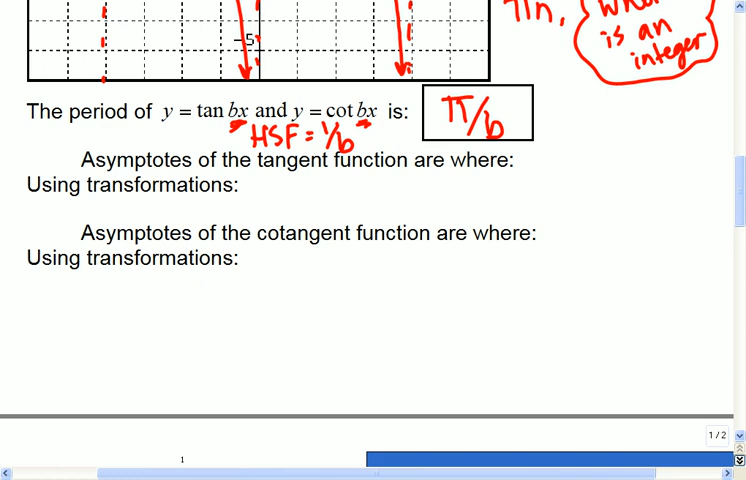 -5
πn,
is an
integer
The period of y = tan bx and y = cot bx is: π/b
HSF = 1/b
Asymptotes of the tangent function are where:
Using transformations:
Asymptotes of the cotangent function are where:
Using transformations:
1 / 2
1